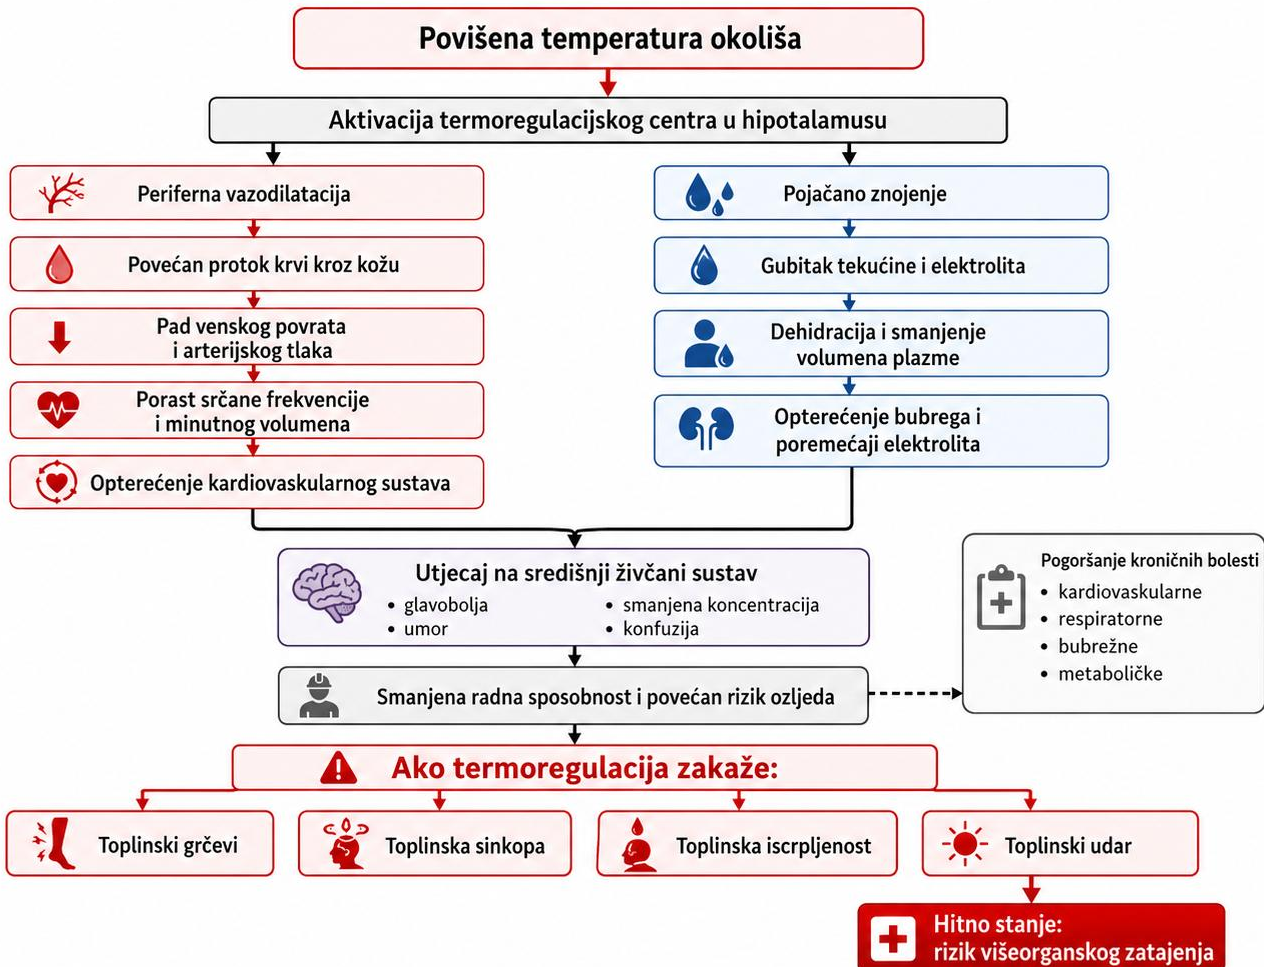 Povišena temperatura okoliša
Aktivacija termoregulacijskog centra u hipotalamusu
Periferna vazodilatacija
Povećan protok krvi kroz kožu
Pad venskog povrata
i arterijskog tlaka
Porast srčane frekvencije
i minutnog volumena
Opterećenje kardiovaskularnog sustava
Pojačano znojenje
Gubitak tekućine i elektrolita
Dehidracija i smanjenje
volumena plazme
Opterećenje bubrega i
poremećaji elektrolita
Utjecaj na središnji živčani sustav
• glavobolja
• umor
• smanjena koncentracija
• konfuzija
Smanjena radna sposobnost i povećan rizik ozljeda
Pogoršanje kroničnih bolesti
• kardiovaskularne
• respiratorne
• bubrežne
• metaboličke
Ako termoregulacija zakaže:
Toplinski grčevi
Toplinska sinkopa
Toplinska iscrpljenost
Toplinski udar
Hitno stanje:
rizik višeorganskog zatajenja